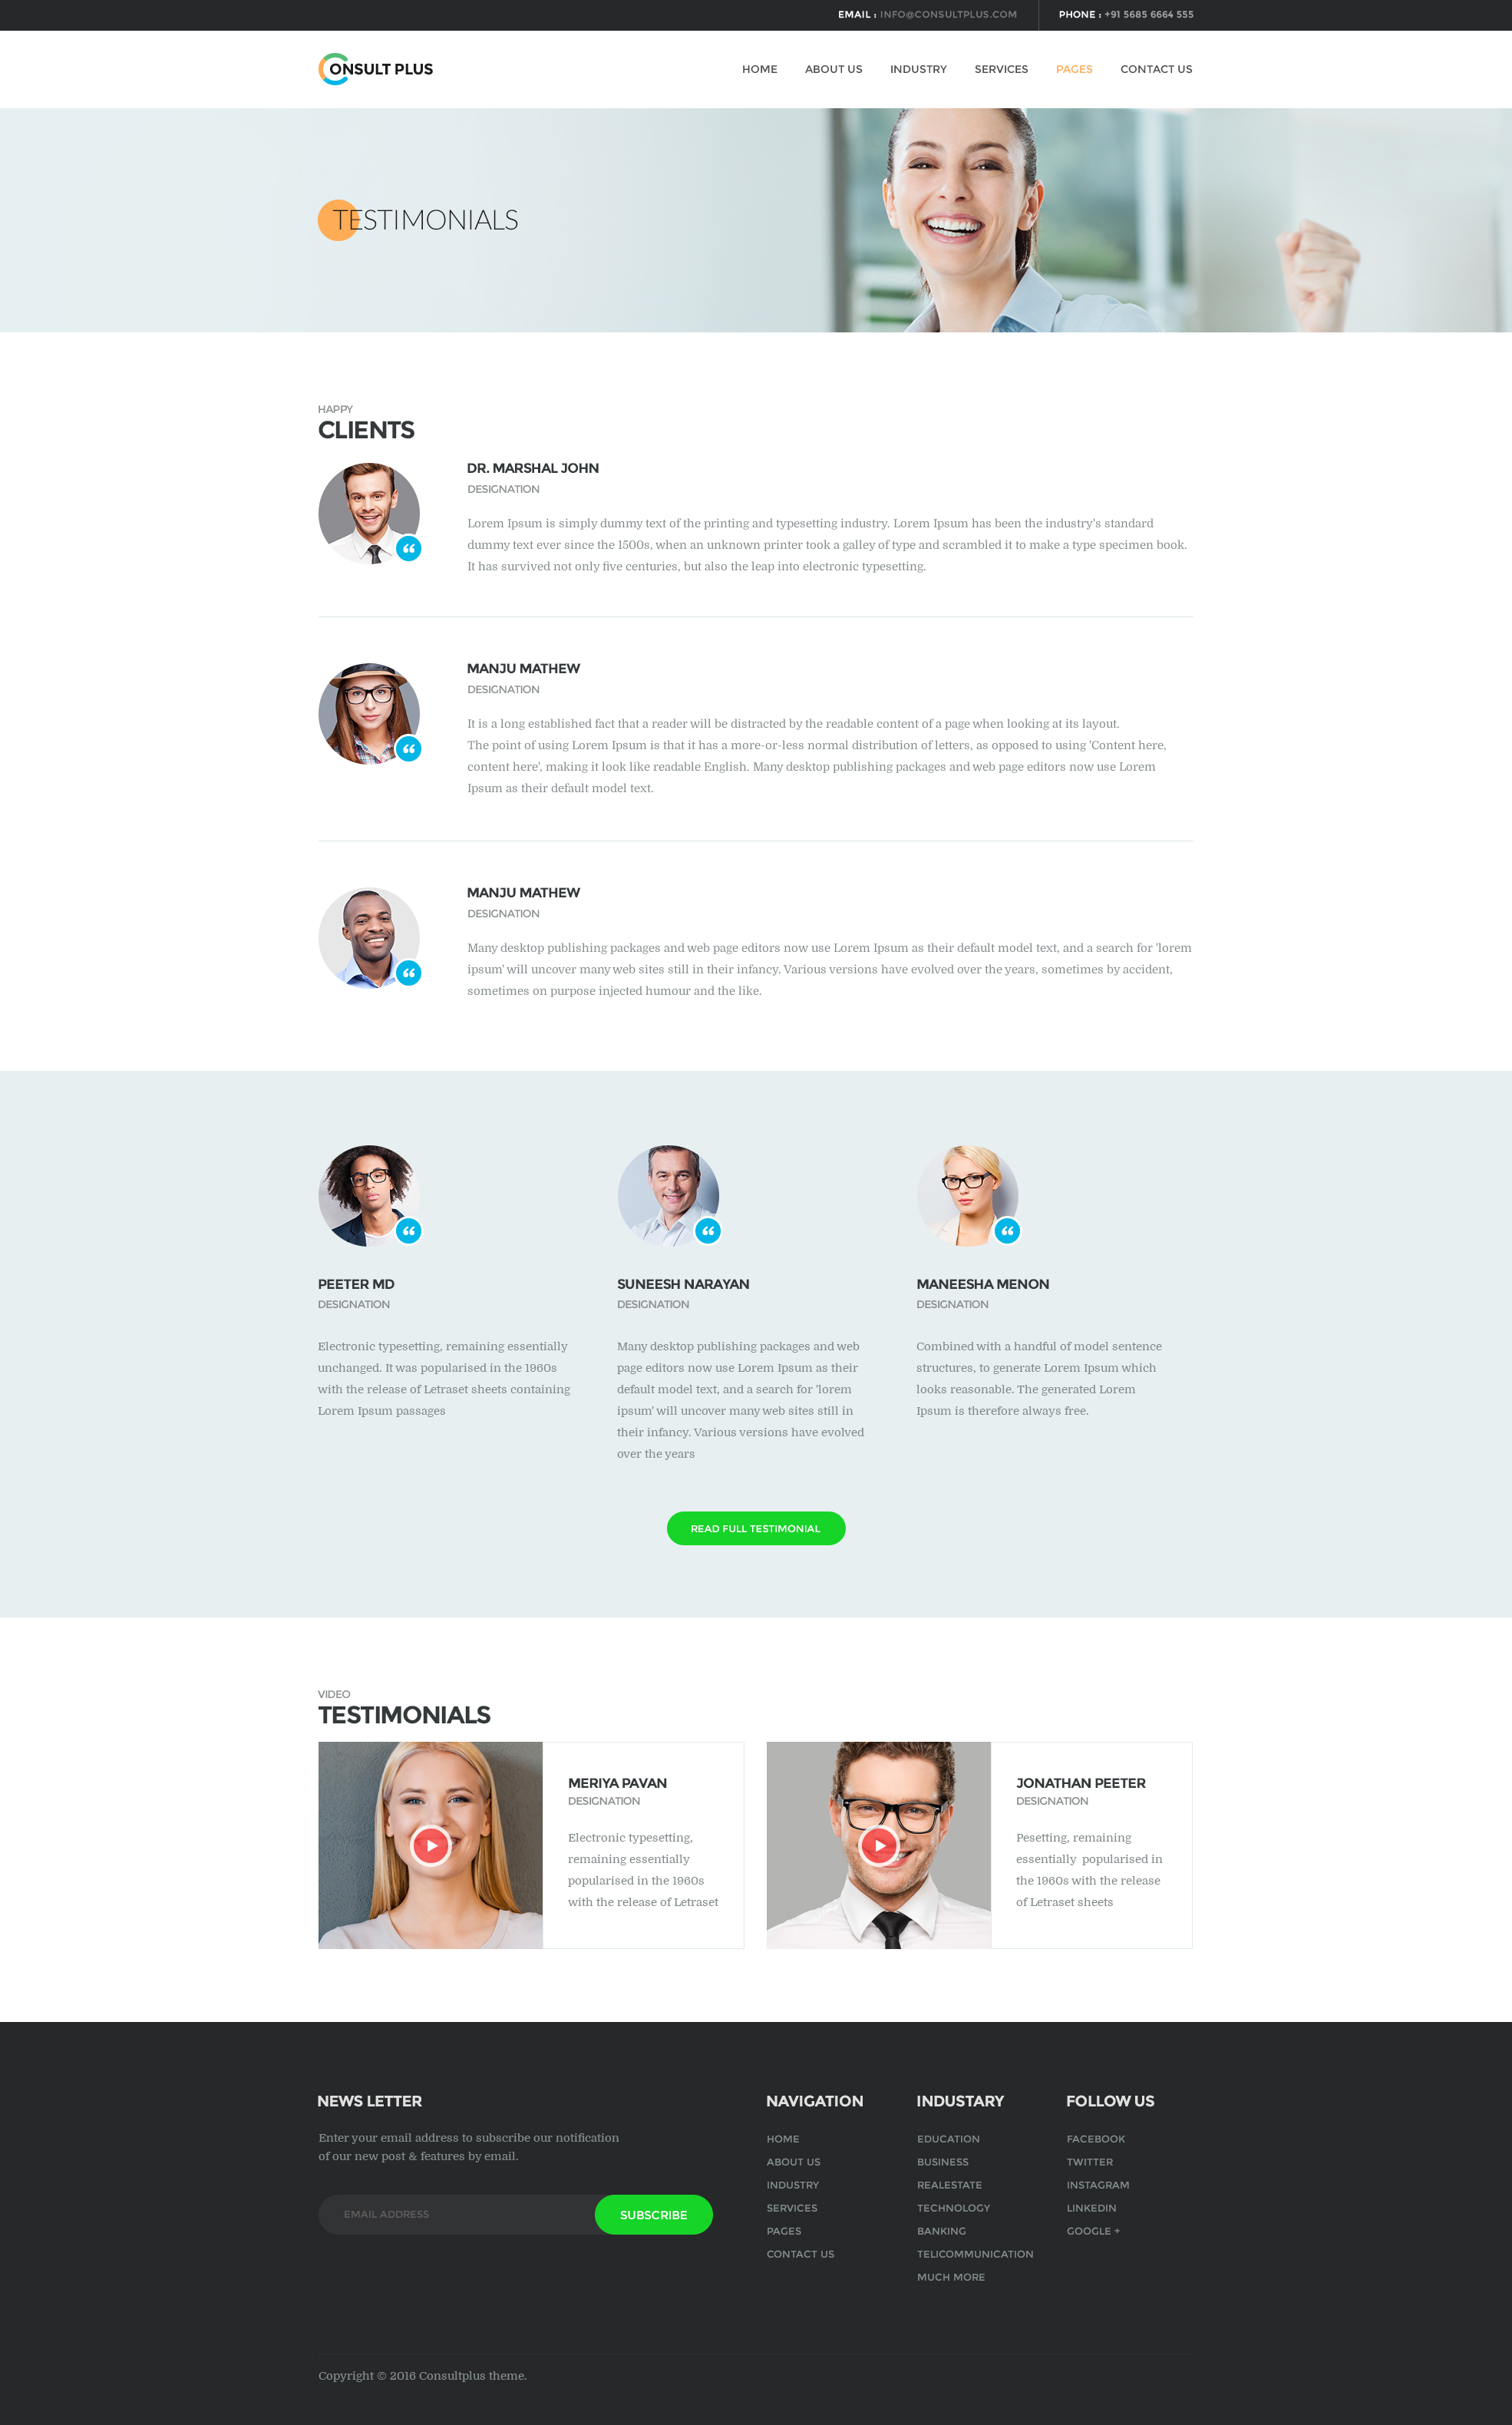 EMAIL : INFO@CONSULTPLUS.COM
PHONE : +91 5685 6664 555
CONSULT PLUS
HOME
ABOUT US
INDUSTRY
SERVICES
PAGES
CONTACT US
TESTIMONIALS
HAPPY
CLIENTS
DR. MARSHAL JOHN
DESIGNATION
Lorem Ipsum is simply dummy text of the printing and typesetting industry. Lorem Ipsum has been the industry's standard
dummy text ever since the 1500s, when an unknown printer took a galley of type and scrambled it to make a type specimen book.
It has survived not only five centuries, but also the leap into electronic typesetting.
MANJU MATHEW
DESIGNATION
It is a long established fact that a reader will be distracted by the readable content of a page when looking at its layout.
The point of using Lorem Ipsum is that it has a more-or-less normal distribution of letters, as opposed to using 'Content here,
content here', making it look like readable English. Many desktop publishing packages and web page editors now use Lorem
Ipsum as their default model text.
MANJU MATHEW
DESIGNATION
Many desktop publishing packages and web page editors now use Lorem Ipsum as their default model text, and a search for 'lorem
ipsum' will uncover many web sites still in their infancy. Various versions have evolved over the years, sometimes by accident,
sometimes on purpose injected humour and the like.
PEETER MD
DESIGNATION
Electronic typesetting, remaining essentially
unchanged. It was popularised in the 1960s
with the release of Letraset sheets containing
Lorem Ipsum passages
SUNEESH NARAYAN
DESIGNATION
Many desktop publishing packages and web
page editors now use Lorem Ipsum as their
default model text, and a search for 'lorem
ipsum' will uncover many web sites still in
their infancy. Various versions have evolved
over the years
MANEESHA MENON
DESIGNATION
Combined with a handful of model sentence
structures, to generate Lorem Ipsum which
looks reasonable. The generated Lorem
Ipsum is therefore always free.
READ FULL TESTIMONIAL
VIDEO
TESTIMONIALS
MERIYA PAVAN
DESIGNATION
Electronic typesetting,
remaining essentially
popularised in the 1960s
with the release of Letraset
JONATHAN PEETER
DESIGNATION
Pesetting, remaining
essentially popularised in
the 1960s with the release
of Letraset sheets
NEWS LETTER
Enter your email address to subscribe our notification
of our new post & features by email.
EMAIL ADDRESS
SUBSCRIBE
NAVIGATION
HOME
ABOUT US
INDUSTRY
SERVICES
PAGES
CONTACT US
INDUSTARY
EDUCATION
BUSINESS
REALESTATE
TECHNOLOGY
BANKING
TELICOMMUNICATION
MUCH MORE
FOLLOW US
FACEBOOK
TWITTER
INSTAGRAM
LINKEDIN
GOOGLE +
Copyright © 2016 Consultplus theme.